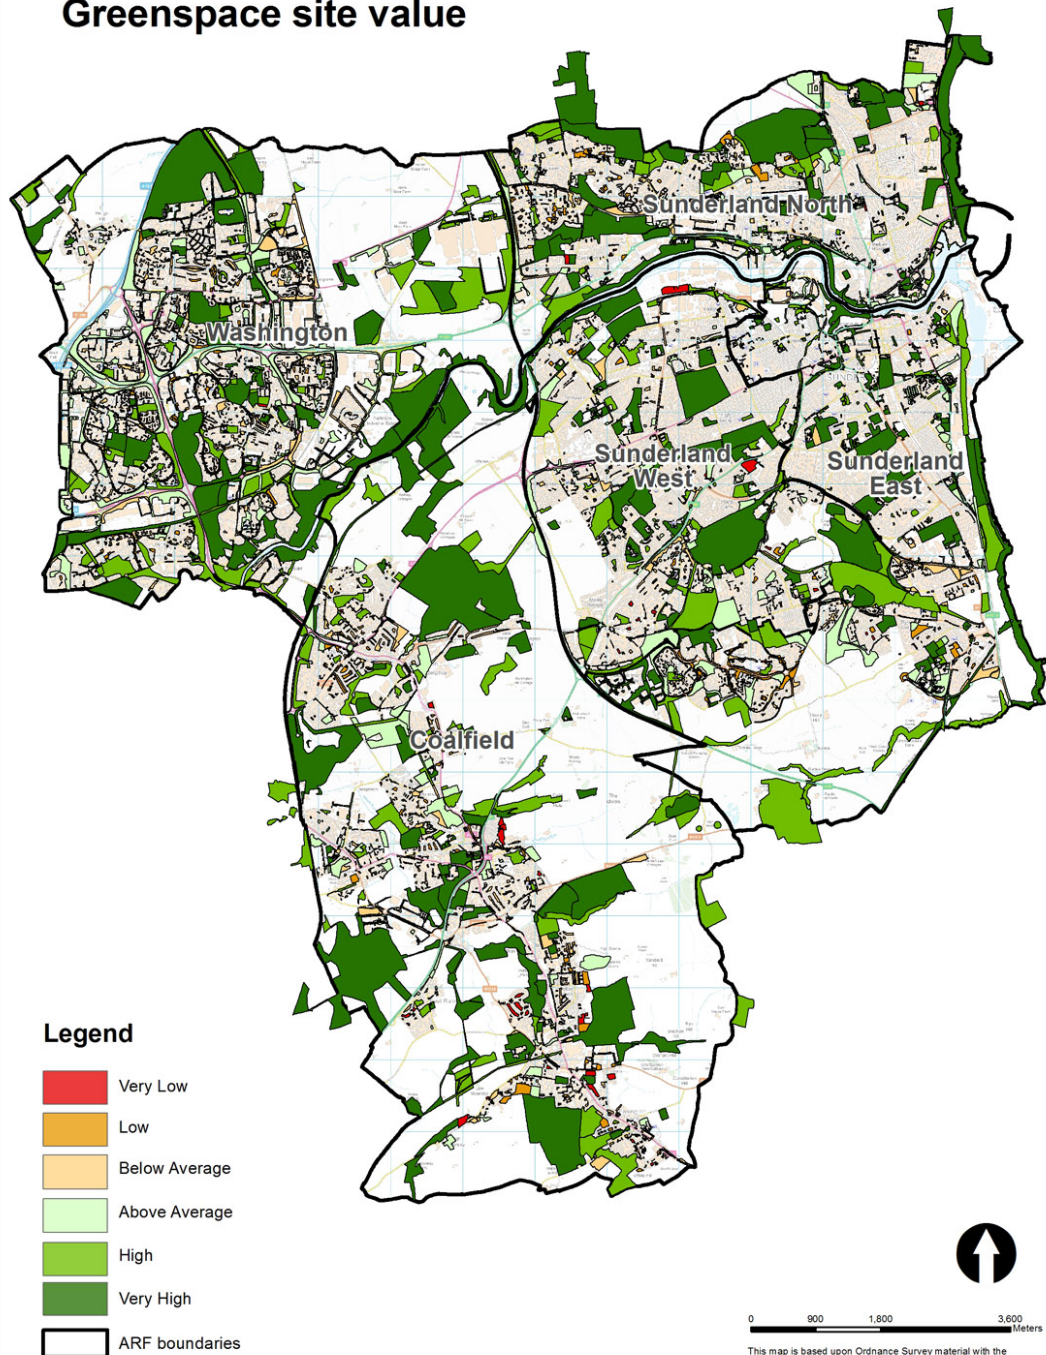 Greenspace site value
Sunderland North
Washington
Sunderland
West
Sunderland
East
Coalfield
Legend
Very Low
Low
Below Average
Above Average
High
Very High
ARF boundaries
0 900 1,800 3,600
Meters
This map is based upon Ordnance Survey material with the